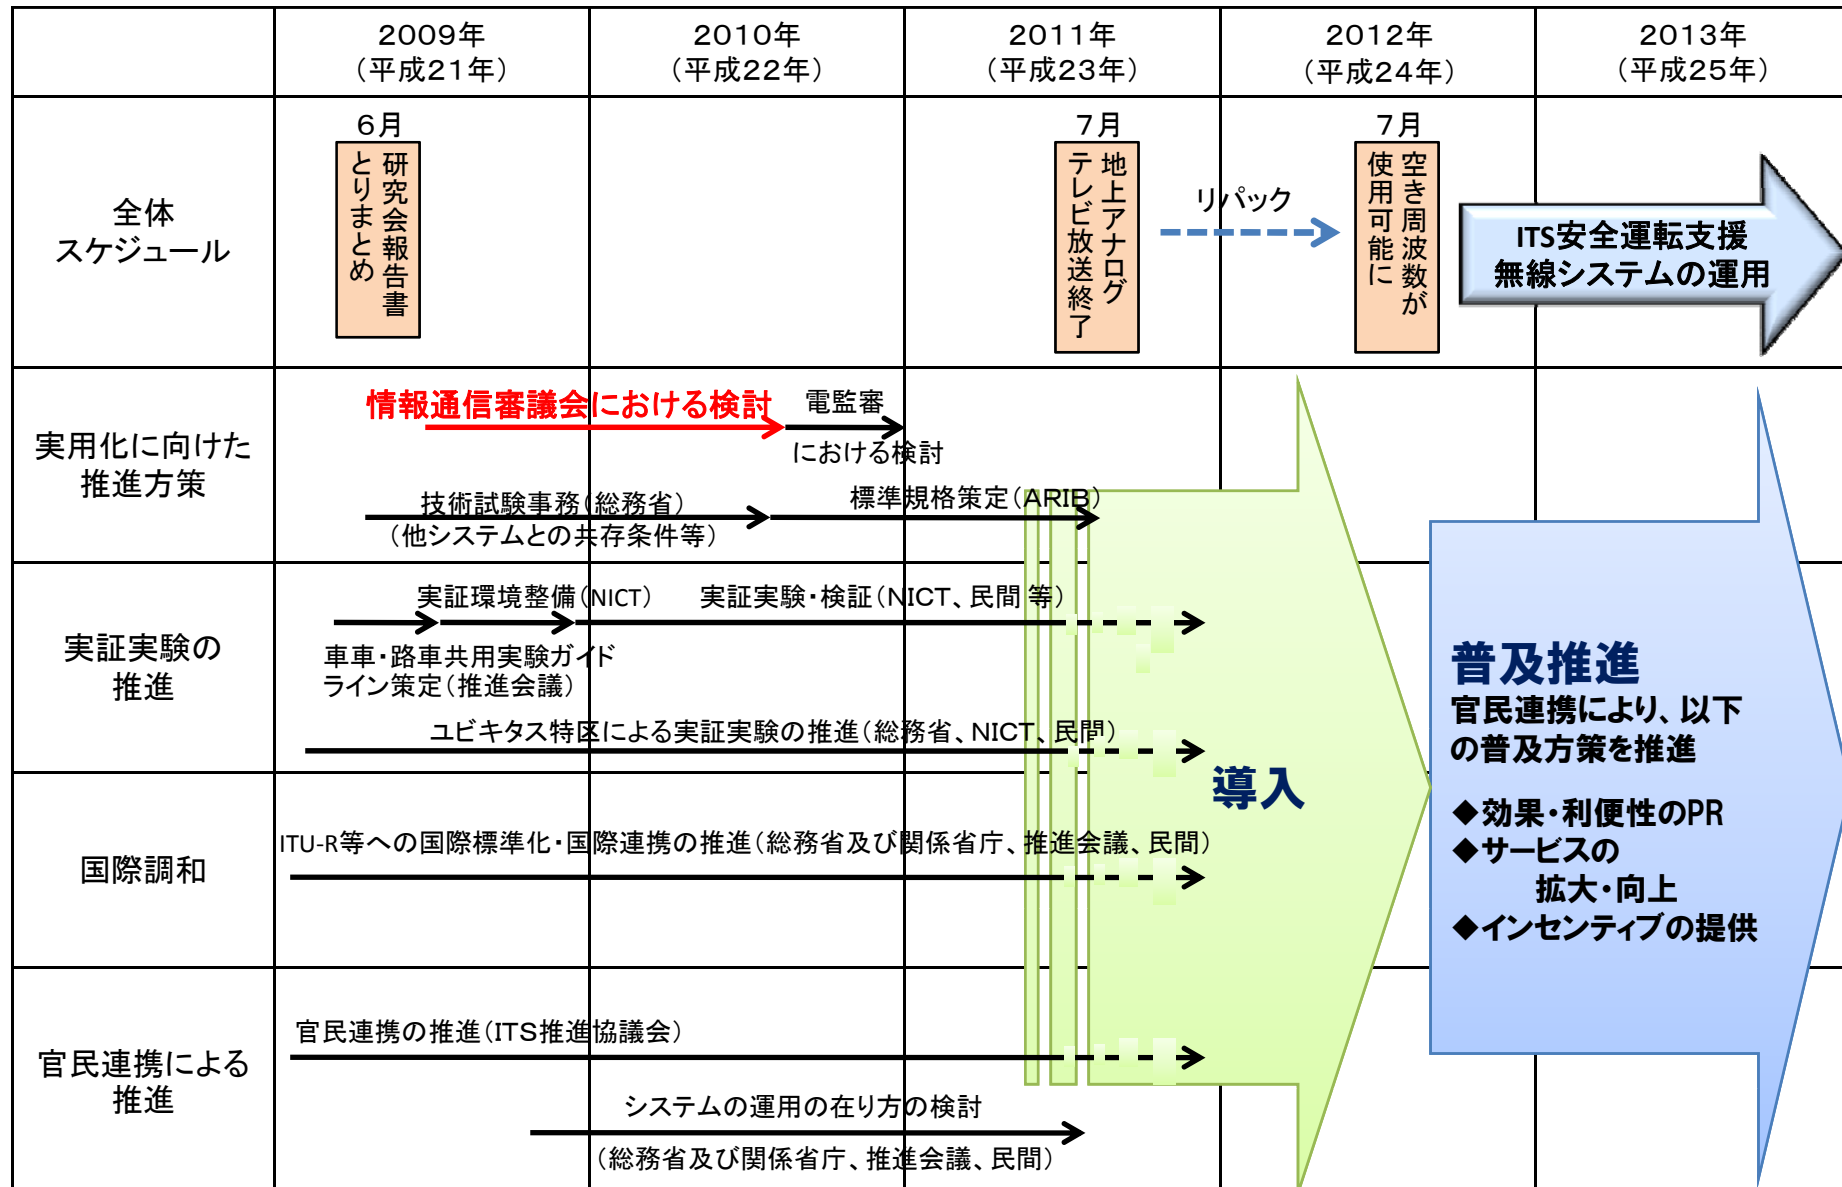 2009年
(平成21年)
2010年
(平成22年)
2011年
(平成23年)
2012年
(平成24年)
2013年
(平成25年)
全体
スケジュール
6月
研究会報告書
とりまとめ
7月
地上アナログ
テレビ放送終了
リパック
7月
空き周波数が
使用可能に
ITS安全運転支援
無線システムの運用
実用化に向けた
推進方策
情報通信審議会における検討
電監審
における検討
技術試験事務(総務省)
(他システムとの共存条件等)
標準規格策定(ARIB)
実証実験の
推進
実証環境整備(NICT)
実証実験・検証(NICT、民間 等)
車車・路車共用実験ガイド
ライン策定(推進会議)
ユビキタス特区による実証実験の推進(総務省、NICT、民間)
導入
普及推進
官民連携により、以下
の普及方策を推進
◆効果・利便性のPR
◆サービスの
拡大・向上
◆インセンティブの提供
国際調和
ITU-R等への国際標準化・国際連携の推進(総務省及び関係省庁、推進会議、民間)
官民連携による
推進
官民連携の推進(ITS推進協議会)
システムの運用の在り方の検討
(総務省及び関係省庁、推進会議、民間)